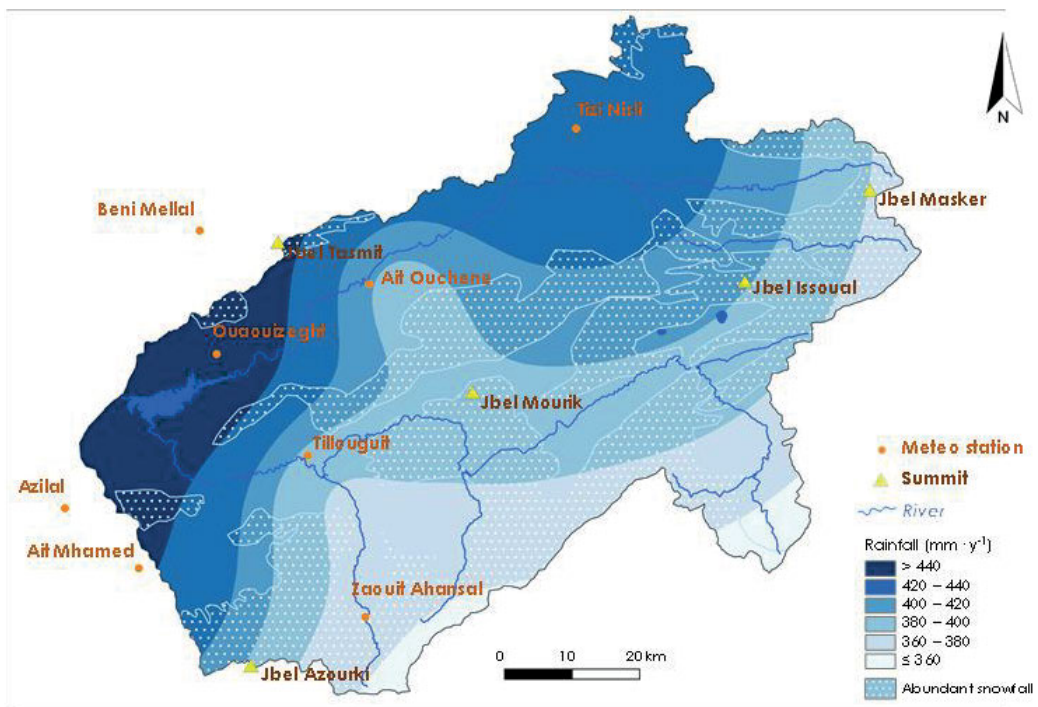 N
Tizi Nisli
Beni Mellal
Jbel Masker
Jbel Tasmit
Ait Ouchene
Jbel Issoual
Ouaouizeght
Jbel Mourik
Tillouguit
Meteo station
Summit
Azilal
River
Ait Mhamed
Rainfall (mm · y⁻¹)
> 440
420 – 440
400 – 420
380 – 400
360 – 380
≤ 360
Zaouit Ahansal
0 10 20 km
Jbel Azourki
Abundant snowfall